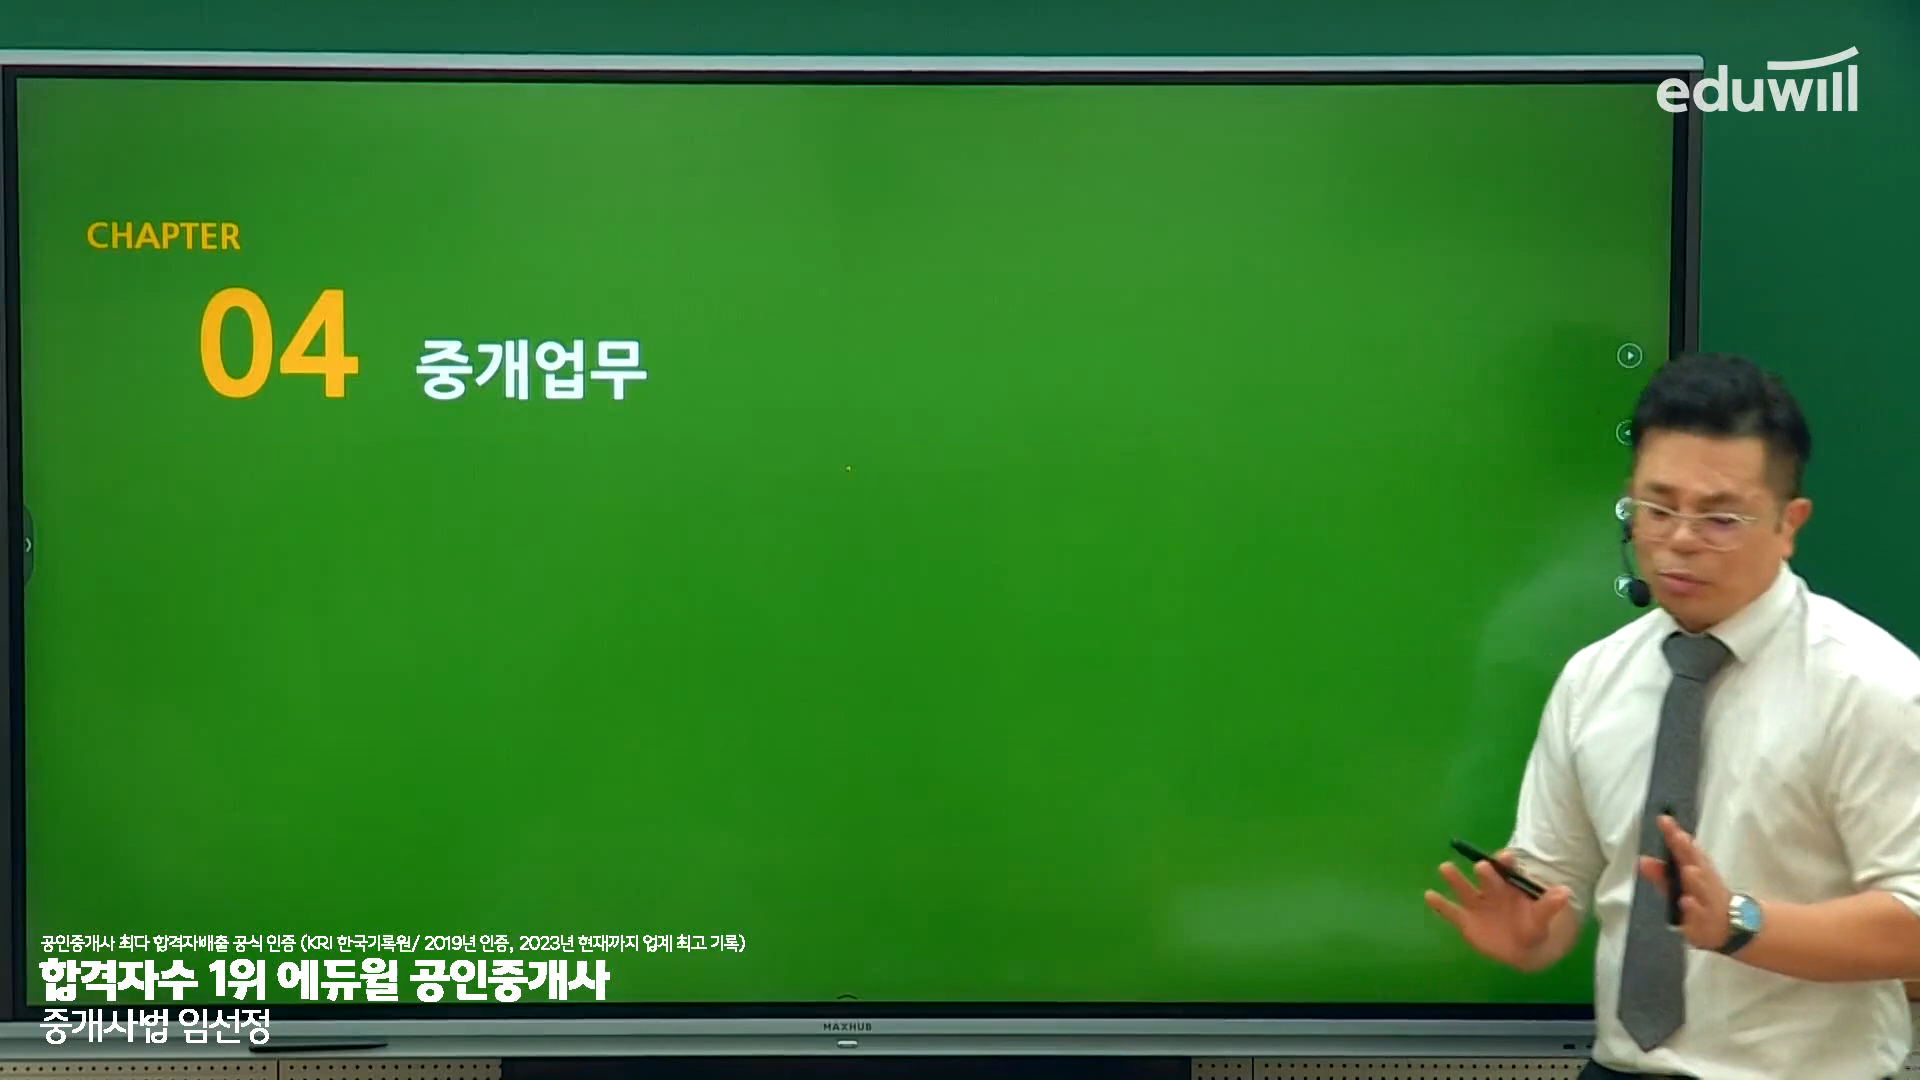 eduwill
CHAPTER
04 중개업무
공인중개사 최다 합격자배출 공식 인증 (KRI 한국기록원/ 2019년 인증, 2023년 현재까지 업계 최고 기록)
합격자수 1위 에듀윌 공인중개사
중개사법 임선정
MAXHUB